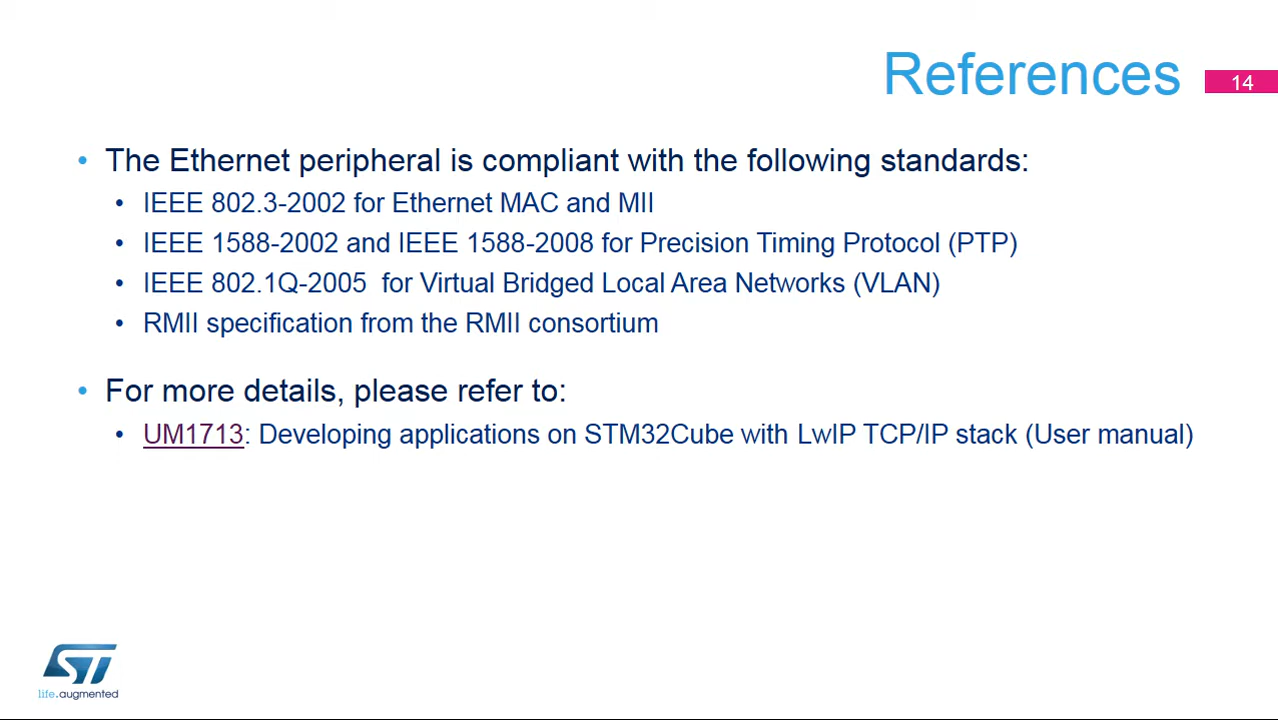 References
14
• The Ethernet peripheral is compliant with the following standards:
• IEEE 802.3-2002 for Ethernet MAC and MII
• IEEE 1588-2002 and IEEE 1588-2008 for Precision Timing Protocol (PTP)
• IEEE 802.1Q-2005  for Virtual Bridged Local Area Networks (VLAN)
• RMII specification from the RMII consortium
• For more details, please refer to:
• UM1713: Developing applications on STM32Cube with LwIP TCP/IP stack (User manual)
ST
life.augmented